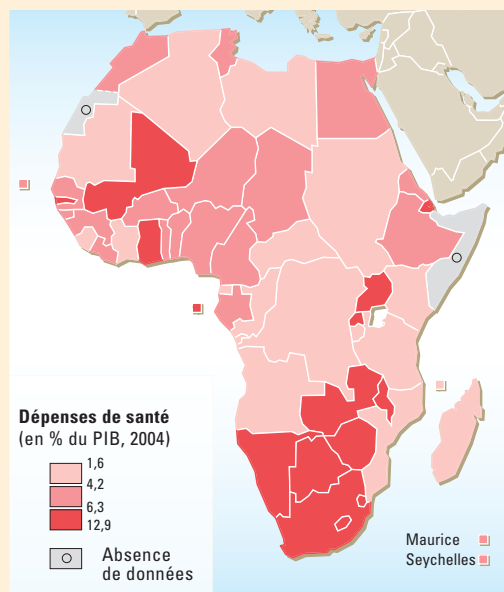 Dépenses de santé
(en % du PIB, 2004)
1,6
4,2
6,3
12,9
Absence
de données
Maurice
Seychelles